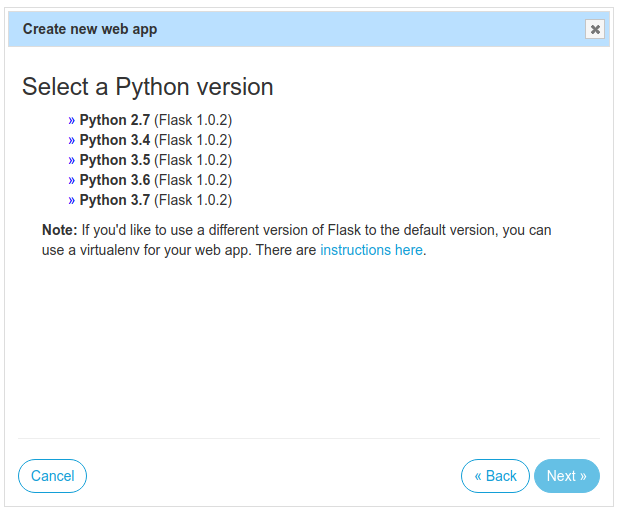 Create new web app
Select a Python version
» Python 2.7 (Flask 1.0.2)
» Python 3.4 (Flask 1.0.2)
» Python 3.5 (Flask 1.0.2)
» Python 3.6 (Flask 1.0.2)
» Python 3.7 (Flask 1.0.2)
Note: If you'd like to use a different version of Flask to the default version, you can
use a virtualenv for your web app. There are instructions here.
Cancel
« Back
Next »